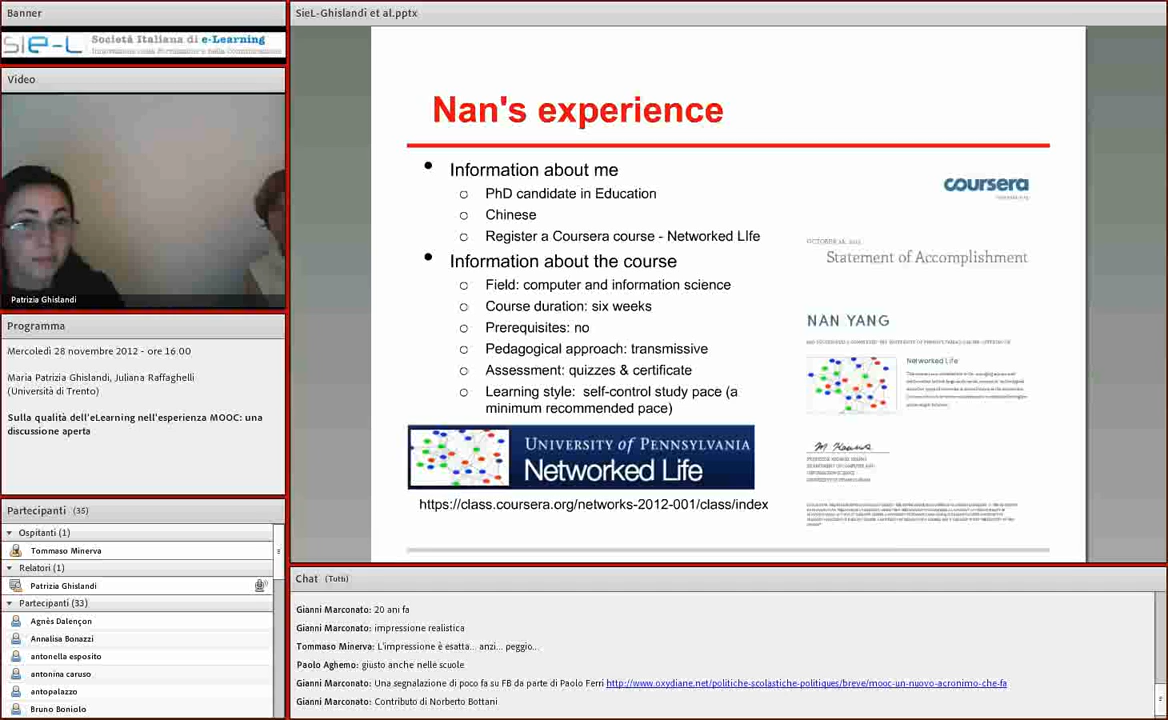 Banner
SIe-L Società Italiana di e-Learning
Video
Patrizia Ghislandi
Programma
Mercoledì 28 novembre 2012 - ore 16:00
Maria Patrizia Ghislandi, Juliana Raffaghelli
(Università di Trento)
Sulla qualità dell'eLearning nell'esperienza MOOC: una
discussione aperta
Partecipanti (35)
Ospitanti (1)
Tommaso Minerva
Relatori (1)
Patrizia Ghislandi
Partecipanti (33)
Agnès Dalençon
Annalisa Bonazzi
antonella esposito
antonina caruso
antopalazzo
Bruno Boniolo
SieL-Ghislandi et al.pptx
Nan's experience
• Information about me
○ PhD candidate in Education
○ Chinese
○ Register a Coursera course - Networked LIfe
• Information about the course
○ Field: computer and information science
○ Course duration: six weeks
○ Prerequisites: no
○ Pedagogical approach: transmissive
○ Assessment: quizzes & certificate
○ Learning style: self-control study pace (a
minimum recommended pace)
UNIVERSITY of PENNSYLVANIA
Networked Life
https://class.coursera.org/networks-2012-001/class/index
coursera
Statement of Accomplishment
NAN YANG
Networked Life
Chat (Tutti)
Gianni Marconato: 20 ani fa
Gianni Marconato: impressione realistica
Tommaso Minerva: L'impressione è esatta... anzi... peggio...
Paolo Aghemo: giusto anche nelle scuole
Gianni Marconato: Una segnalazione di poco fa su FB da parte di Paolo Ferri http://www.oxydiane.net/politiche-scolastiche-politiques/breve/mooc-un-nuovo-acronimo-che-fa
Gianni Marconato: Contributo di Norberto Bottani